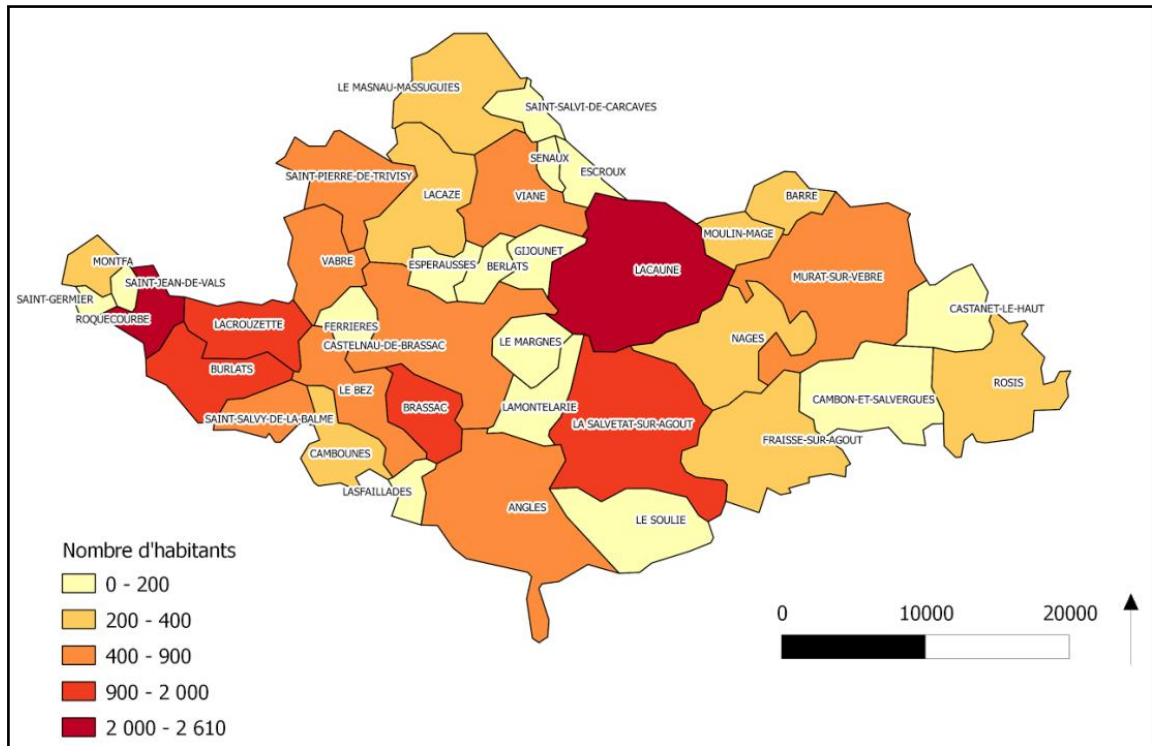 LE MASNAU-MASSUGUIES
SAINT-SALVI-DE-CARCAVES
SENAUX
ESCROUX
SAINT-PIERRE-DE-TRIVISY
LACAZE
VIANE
BARRE
MOULIN-MAGE
GIJOUNET
MONTFA
VABRE
ESPERAUSSES
BERLATS
LACAUNE
MURAT-SUR-VEBRE
SAINT-JEAN-DE-VALS
SAINT-GERMIER
CASTANET-LE-HAUT
ROQUECOURBE
LACROUZETTE
FERRIERES
CASTELNAU-DE-BRASSAC
LE MARGNES
NAGES
BURLATS
ROSIS
LE BEZ
BRASSAC
LAMONTELARIE
CAMBON-ET-SALVERGUES
SAINT-SALVY-DE-LA-BALME
LA SALVETAT-SUR-AGOUT
FRAISSE-SUR-AGOUT
CAMBOUNES
LASFAILLADES
ANGLES
LE SOULIE
Nombre d'habitants
0 - 200
200 - 400
400 - 900
900 - 2 000
2 000 - 2 610
0 10000 20000